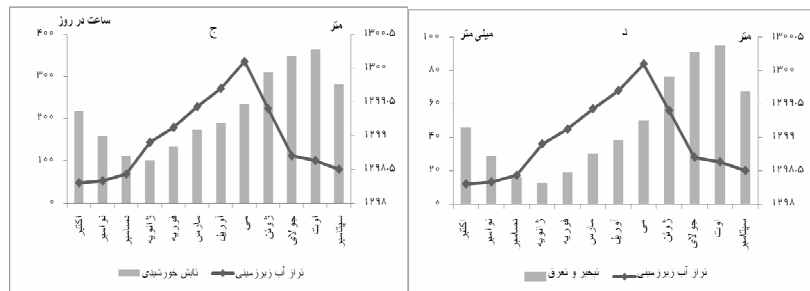 ساعت در روز
ج
متر
۴۰۰
۳۰۰
۲۰۰
۱۰۰
۰
۱۳۰۰.۵
۱۳۰۰
۱۲۹۹.۵
۱۲۹۹
۱۲۹۸.۵
۱۲۹۸
اکتبر
نوامبر
دسامبر
ژانویه
فوریه
مارس
آوریل
می
ژوئن
جولای
اوت
سپتامبر
تابش خورشیدی
تراز آب زیرزمینی
میلی متر
د
متر
۱۰۰
۸۰
۶۰
۴۰
۲۰
۰
۱۳۰۰.۵
۱۳۰۰
۱۲۹۹.۵
۱۲۹۹
۱۲۹۸.۵
۱۲۹۸
اکتبر
نوامبر
دسامبر
ژانویه
فوریه
مارس
آوریل
می
ژوئن
جولای
اوت
سپتامبر
تبخیر و تعرق
تراز آب زیرزمینی